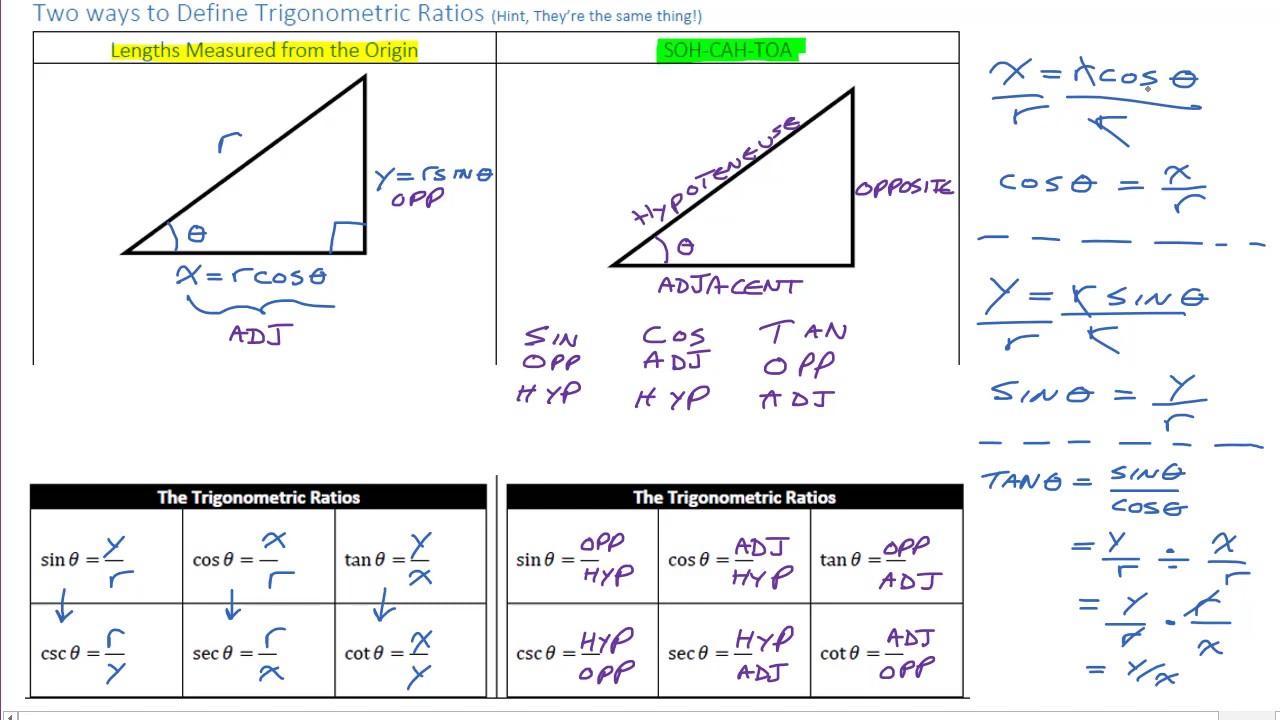 Two ways to Define Trigonometric Ratios (Hint, They're the same thing!)
Lengths Measured from the Origin
r
y = r sin θ
OPP
θ
x = r cos θ
ADJ
SOH-CAH-TOA
HYPOTENEUSE
OPPOSITE
θ
ADJACENT
SIN COS TAN
OPP ADJ OPP
HYP HYP ADJ
x/r = r cos θ/r
cos θ = x/r
y/r = r sin θ/r
sin θ = y/r
TAN θ = sin θ/cos θ
= y/r ÷ x/r
= y/r · r/x
= y/x
The Trigonometric Ratios
sin θ = y/r cos θ = x/r tan θ = y/x
csc θ = r/y sec θ = r/x cot θ = x/y
The Trigonometric Ratios
sin θ = OPP/HYP cos θ = ADJ/HYP tan θ = OPP/ADJ
csc θ = HYP/OPP sec θ = HYP/ADJ cot θ = ADJ/OPP